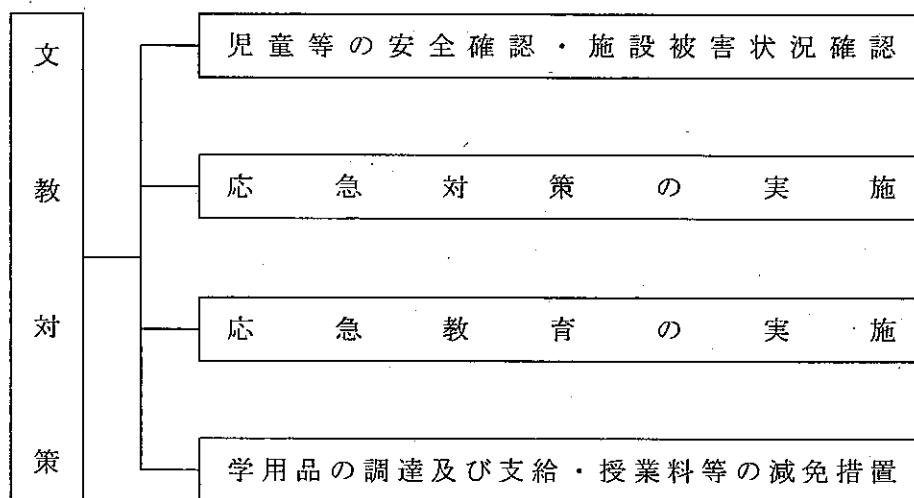 文教対策
児童等の安全確認・施設被害状況確認
応急対策の実施
応急教育の実施
学用品の調達及び支給・授業料等の減免措置